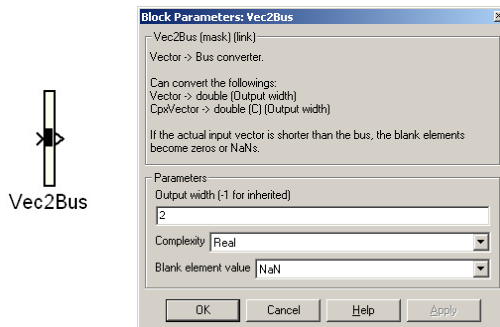 Block Parameters: Vec2Bus
Vec2Bus (mask) (link)
Vector -> Bus converter.
Can convert the followings:
Vector -> double (Output width)
CpxVector -> double (C) (Output width)
If the actual input vector is shorter than the bus, the blank elements
become zeros or NaNs.
Parameters
Output width (-1 for inherited)
2
Complexity Real
Blank element value NaN
OK Cancel Help Apply
Vec2Bus